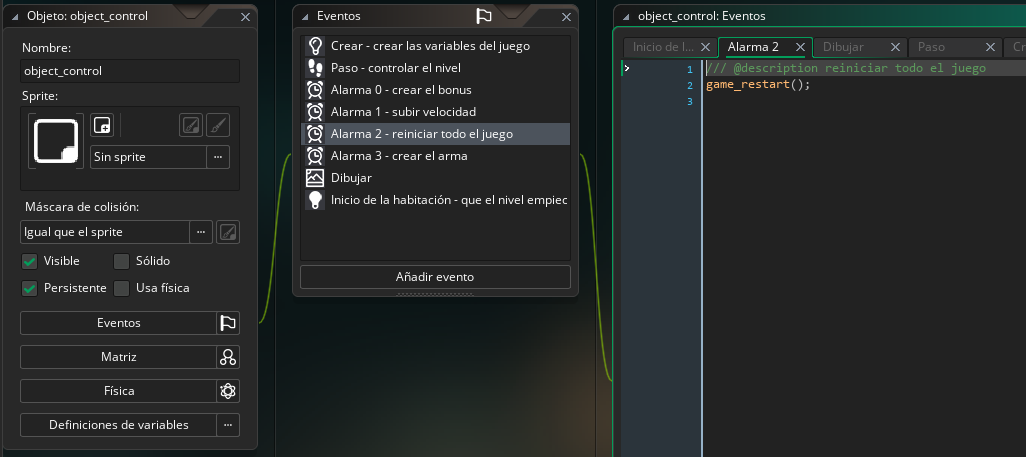 Objeto: object_control
Nombre:
object_control
Sprite:
Sin sprite
...
Máscara de colisión:
Igual que el sprite
...
Visible
Sólido
Persistente
Usa física
Eventos
Matriz
Física
Definiciones de variables
...
Eventos
Crear - crear las variables del juego
Paso - controlar el nivel
Alarma 0 - crear el bonus
Alarma 1 - subir velocidad
Alarma 2 - reiniciar todo el juego
Alarma 3 - crear el arma
Dibujar
Inicio de la habitación - que el nivel empiec
Añadir evento
object_control: Eventos
Inicio de l...
Alarma 2
Dibujar
Paso
Cr
1 /// @description reiniciar todo el juego
2 game_restart();
3